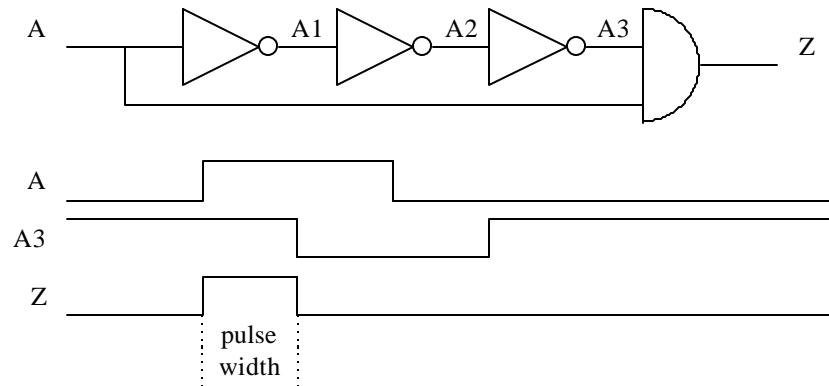 A A1 A2 A3 Z
A
A3
Z
pulse
width